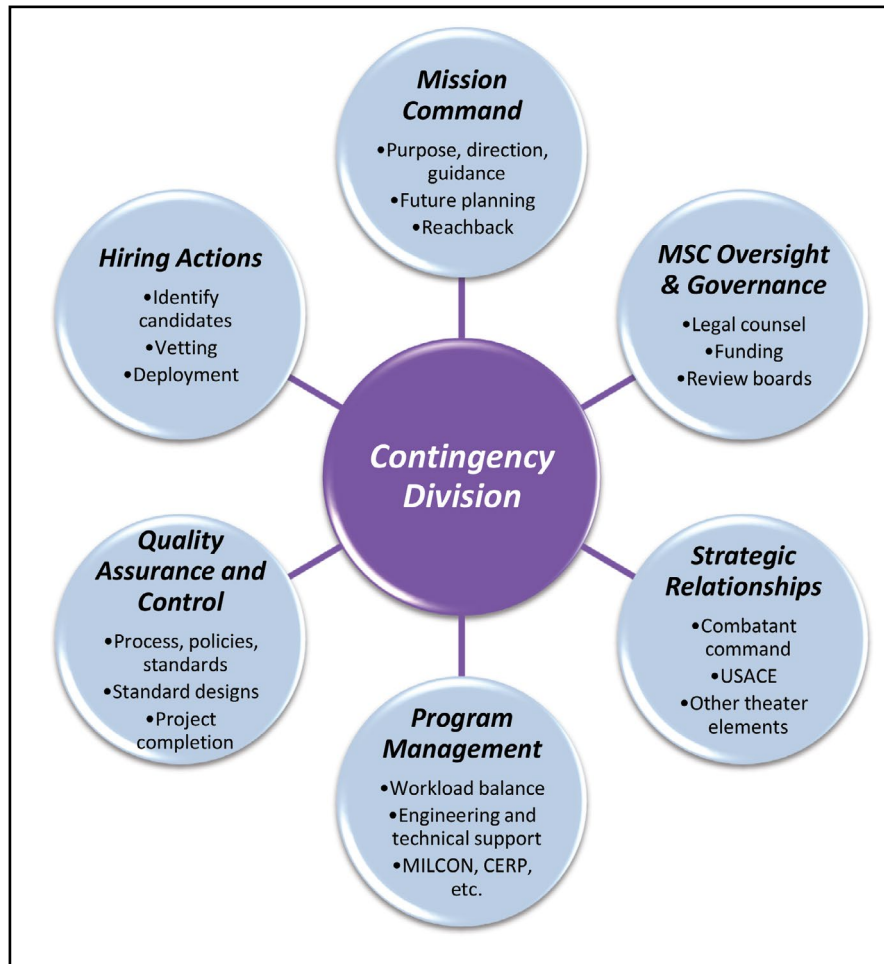 Mission
Command
•Purpose, direction,
guidance
•Future planning
•Reachback
MSC Oversight
& Governance
•Legal counsel
•Funding
•Review boards
Strategic
Relationships
•Combatant
command
•USACE
•Other theater
elements
Program
Management
•Workload balance
•Engineering and
technical support
•MILCON, CERP,
etc.
Quality
Assurance and
Control
•Process, policies,
standards
•Standard designs
•Project
completion
Hiring Actions
•Identify
candidates
•Vetting
•Deployment
Contingency
Division